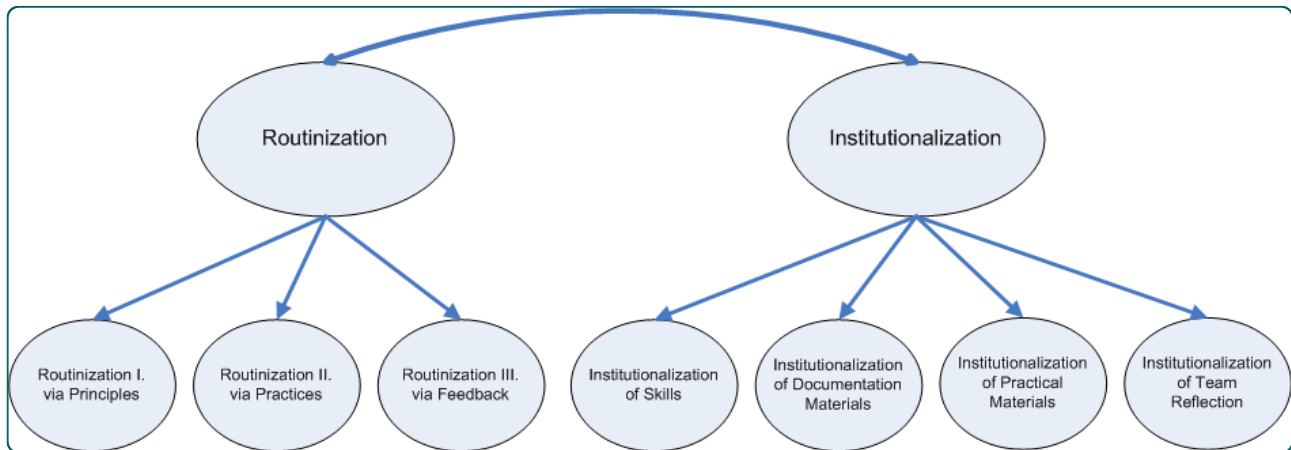 Routinization
Institutionalization
Routinization I.
via Principles
Routinization II.
via Practices
Routinization III.
via Feedback
Institutionalization
of Skills
Institutionalization
of Documentation
Materials
Institutionalization
of Practical
Materials
Institutionalization
of Team
Reflection